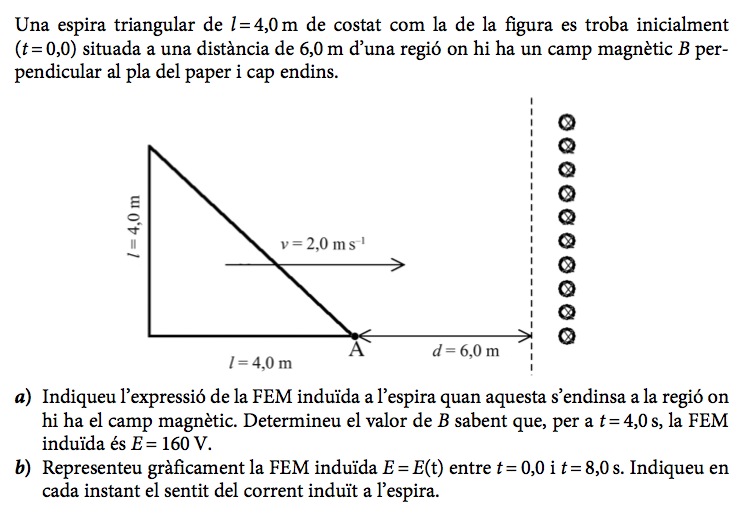 Una espira triangular de l = 4,0 m de costat com la de la figura es troba inicialment
(t = 0,0) situada a una distància de 6,0 m d’una regió on hi ha un camp magnètic B per-
pendicular al pla del paper i cap endins.
l = 4,0 m
v = 2,0 m s⁻¹
A
d = 6,0 m
l = 4,0 m
a) Indiqueu l’expressió de la FEM induïda a l’espira quan aquesta s’endinsa a la regió on
hi ha el camp magnètic. Determineu el valor de B sabent que, per a t = 4,0 s, la FEM
induïda és E = 160 V.
b) Representeu gràficament la FEM induïda E = E(t) entre t = 0,0 i t = 8,0 s. Indiqueu en
cada instant el sentit del corrent induït a l’espira.